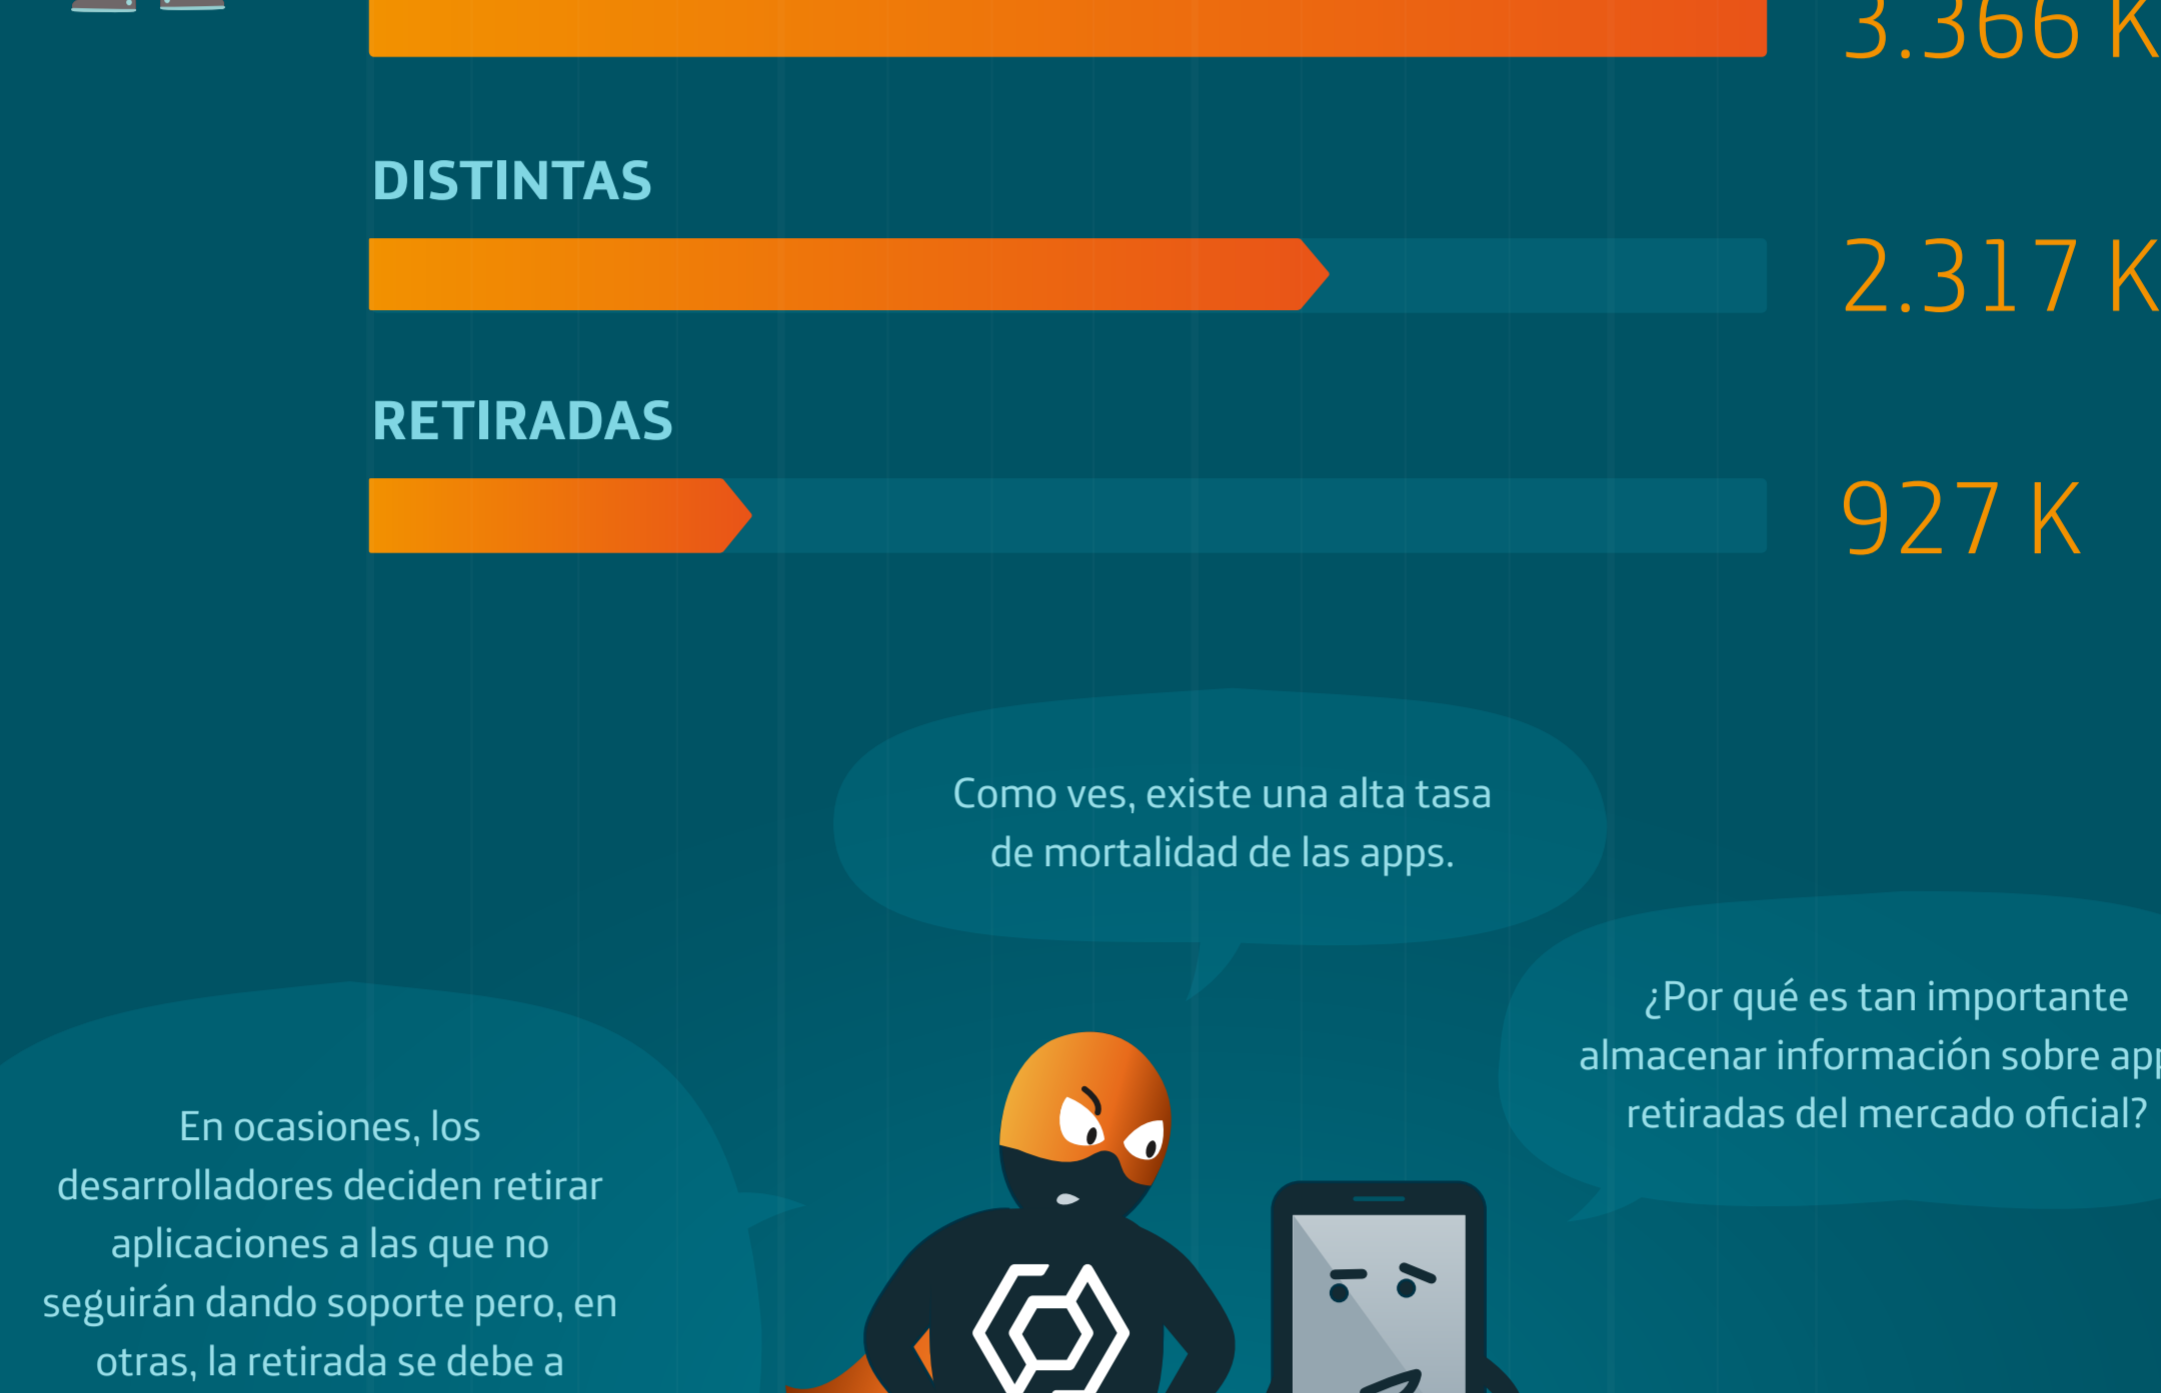 3.366 K
DISTINTAS
2.317 K
RETIRADAS
927 K
Como ves, existe una alta tasa
de mortalidad de las apps.
¿Por qué es tan importante
almacenar información sobre
retiradas del mercado oficial?
En ocasiones, los
desarrolladores deciden retirar
aplicaciones a las que no
seguirán dando soporte pero, en
otras, la retirada se debe a